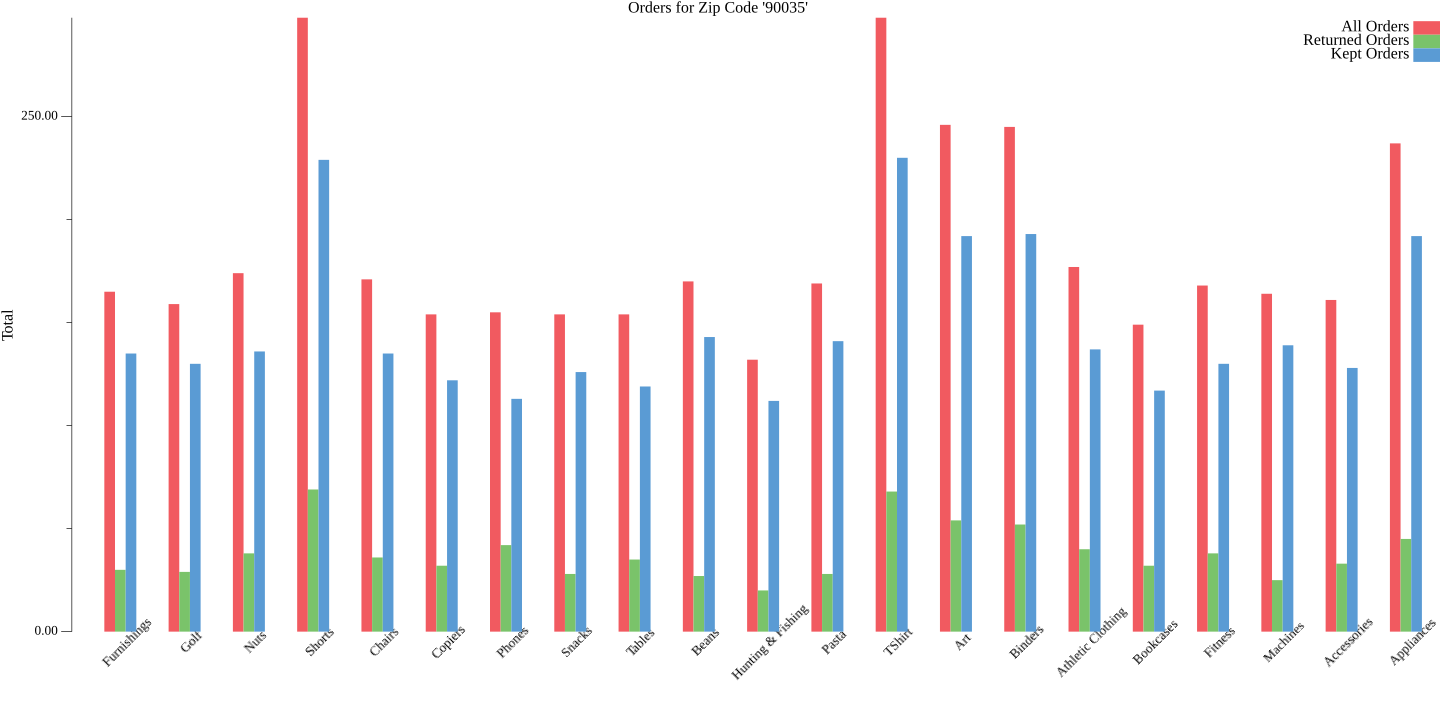 Orders for Zip Code '90035'
All Orders
Returned Orders
Kept Orders
250.00
Total
0.00
Furnishings
Golf
Nuts
Shorts
Chairs
Copiers
Phones
Snacks
Tables
Beans
Hunting & Fishing
Pasta
TShirt
Art
Binders
Athletic Clothing
Bookcases
Fitness
Machines
Accessories
Appliances